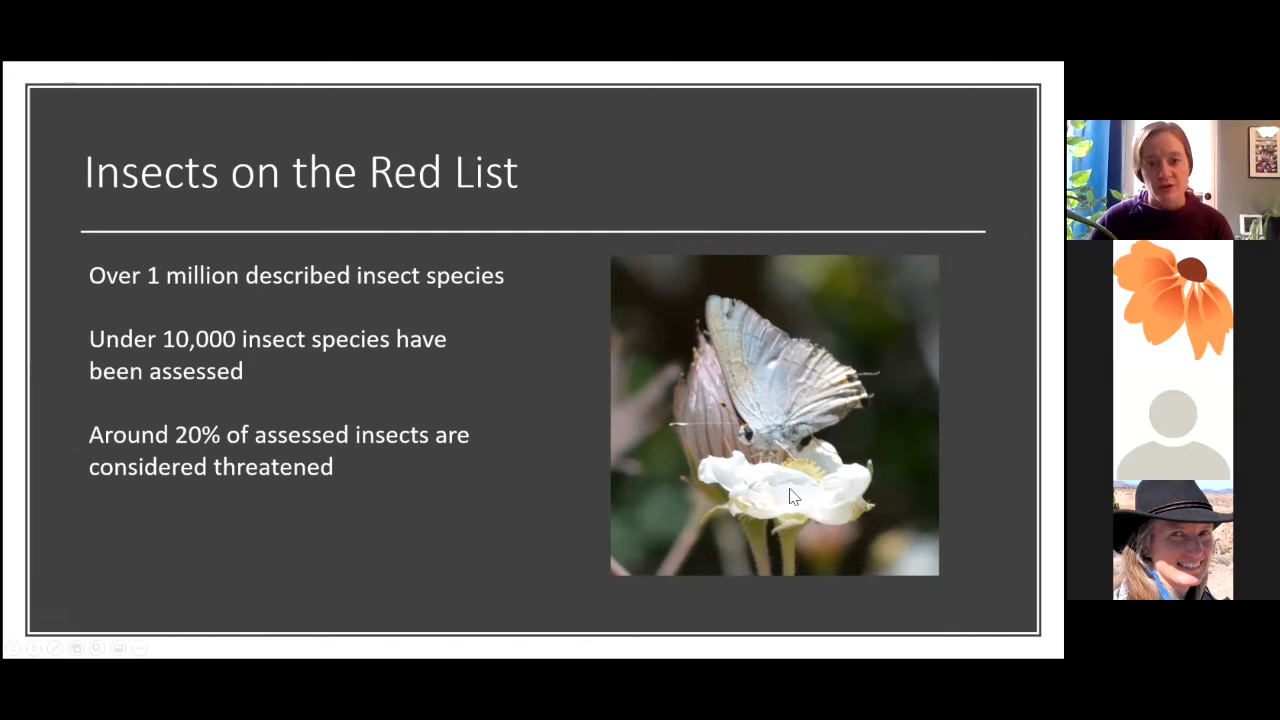 Insects on the Red List
Over 1 million described insect species
Under 10,000 insect species have
been assessed
Around 20% of assessed insects are
considered threatened